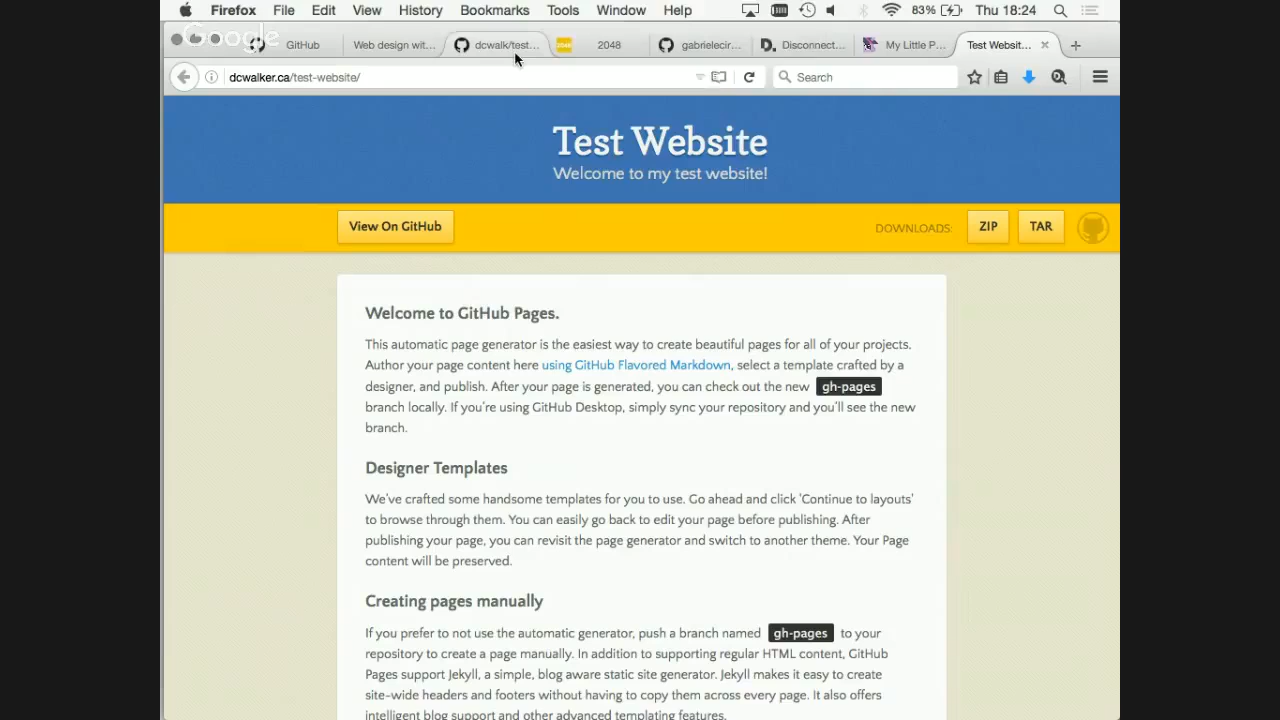 Firefox File Edit View History Bookmarks Tools Window Help 83% Thu 18:24
Google
GitHub Web design wit... dcwalk/test... 2048 2048 gabrielecir... Disconnect... My Little P... Test Websit...
dcwalker.ca/test-website/ Search
Test Website
Welcome to my test website!
View On GitHub DOWNLOADS: ZIP TAR
Welcome to GitHub Pages.
This automatic page generator is the easiest way to create beautiful pages for all of your projects.
Author your page content here using GitHub Flavored Markdown, select a template crafted by a
designer, and publish. After your page is generated, you can check out the new gh-pages
branch locally. If you're using GitHub Desktop, simply sync your repository and you'll see the new
branch.
Designer Templates
We've crafted some handsome templates for you to use. Go ahead and click 'Continue to layouts'
to browse through them. You can easily go back to edit your page before publishing. After
publishing your page, you can revisit the page generator and switch to another theme. Your Page
content will be preserved.
Creating pages manually
If you prefer to not use the automatic generator, push a branch named gh-pages to your
repository to create a page manually. In addition to supporting regular HTML content, GitHub
Pages support Jekyll, a simple, blog aware static site generator. Jekyll makes it easy to create
site-wide headers and footers without having to copy them across every page. It also offers
intelligent blog support and other advanced templating features.